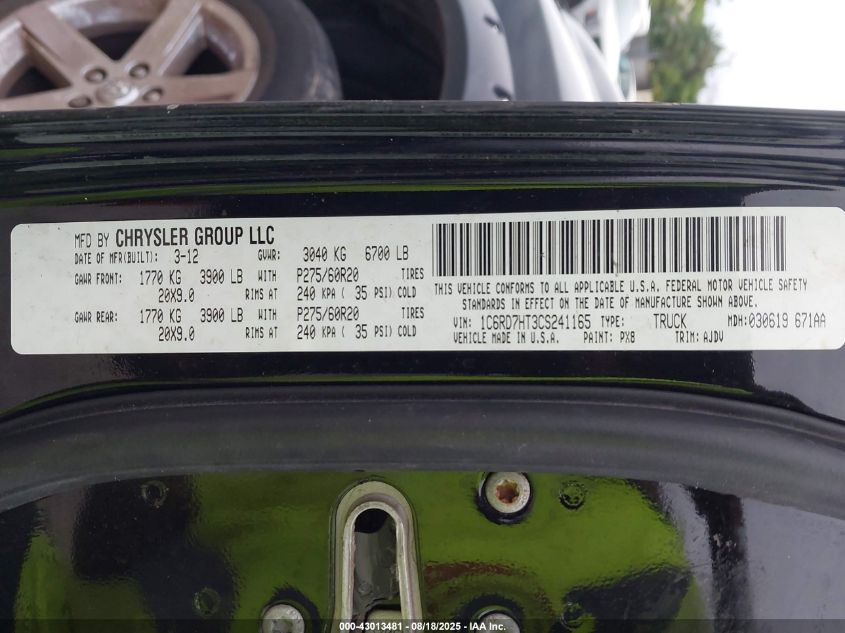 MFD BY CHRYSLER GROUP LLC
DATE OF MFR(BUILT): 3-12 GVWR: 3040 KG 6700 LB
GAWR FRONT: 1770 KG 3900 LB WITH P275/60R20 TIRES
20X9.0 RIMS AT 240 KPA ( 35 PSI) COLD
GAWR REAR: 1770 KG 3900 LB WITH P275/60R20 TIRES
20X9.0 RIMS AT 240 KPA ( 35 PSI) COLD
THIS VEHICLE CONFORMS TO ALL APPLICABLE U.S.A. FEDERAL MOTOR VEHICLE SAFETY
STANDARDS IN EFFECT ON THE DATE OF MANUFACTURE SHOWN ABOVE.
VIN: 1C6RD7HT3CS241165 TYPE: TRUCK MDH:030619 671AA
VEHICLE MADE IN U.S.A. PAINT: PX8 TRIM: AJDV
000-43013481 - 08/18/2025 - Copyright IAA, Inc.